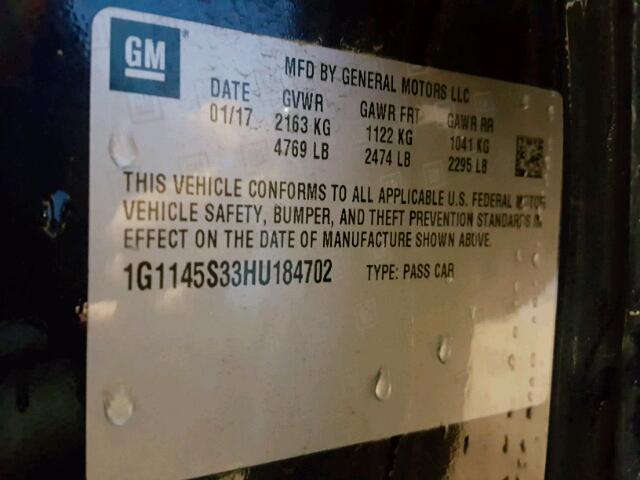 GM
MFD BY GENERAL MOTORS LLC
DATE GVWR GAWR FRT GAWR RR
01/17 2163 KG 1122 KG 1041 KG
4769 LB 2474 LB 2295 LB
THIS VEHICLE CONFORMS TO ALL APPLICABLE U.S. FEDERAL MOTOR
VEHICLE SAFETY, BUMPER, AND THEFT PREVENTION STANDARDS IN
EFFECT ON THE DATE OF MANUFACTURE SHOWN ABOVE.
1G1145S33HU184702 TYPE: PASS CAR